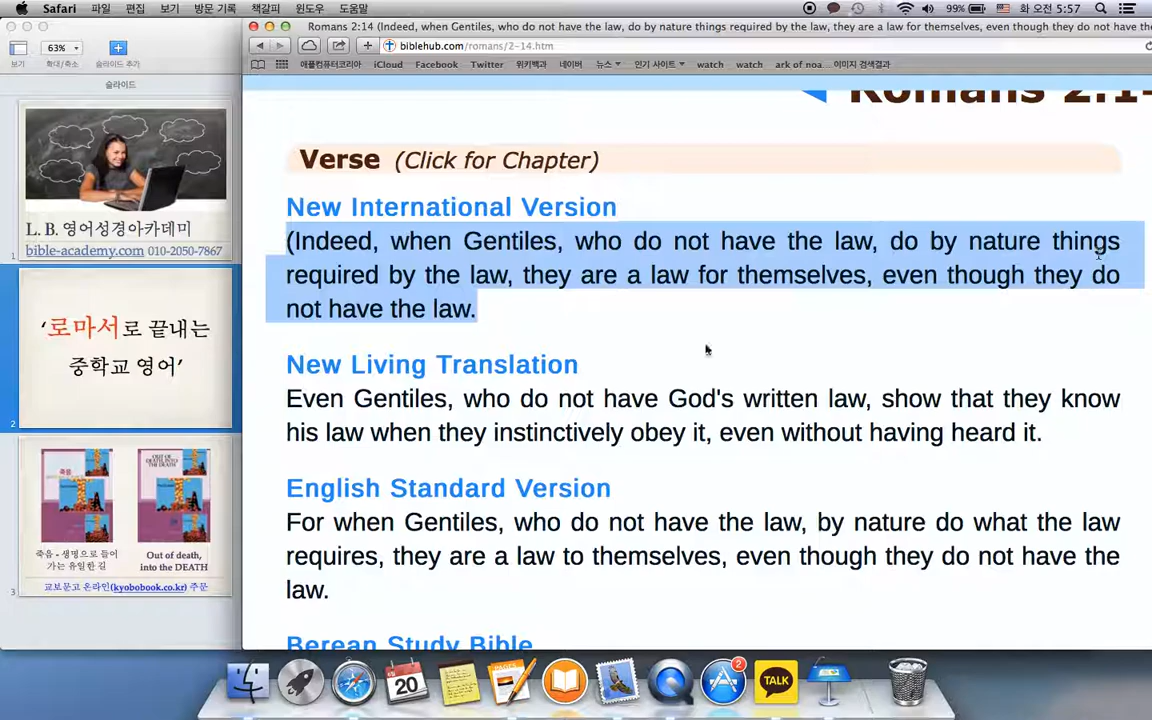 Safari 파일 편집 보기 방문 기록 책갈피 윈도우 도움말 99% 화 오전 5:57
63%
보기 확대/축소 슬라이드 추가
슬라이드
L. B. 영어성경아카데미
bible-academy.com 010-2050-7867
1
‘로마서로 끝내는
중학교 영어’
2
죽음
OUT OF
DEATH, INTO
THE DEATH
죽음 - 생명으로 들어
가는 유일한 길
Out of death,
into the DEATH
교보문고 온라인(kyobobook.co.kr) 주문
3
Romans 2:14 (Indeed, when Gentiles, who do not have the law, do by nature things required by the law, they are a law for themselves, even though they do not have the
biblehub.com/romans/2-14.htm
애플컴퓨터코리아 iCloud Facebook Twitter 위키백과 네이버 뉴스 인기 사이트 watch watch ark of noa 이미지 검색결과
Romans 2:1
Verse (Click for Chapter)
New International Version
(Indeed, when Gentiles, who do not have the law, do by nature things
required by the law, they are a law for themselves, even though they do
not have the law.
New Living Translation
Even Gentiles, who do not have God's written law, show that they know
his law when they instinctively obey it, even without having heard it.
English Standard Version
For when Gentiles, who do not have the law, by nature do what the law
requires, they are a law to themselves, even though they do not have the
law.
Berean Study Bible
20
PAGES
2
TALK